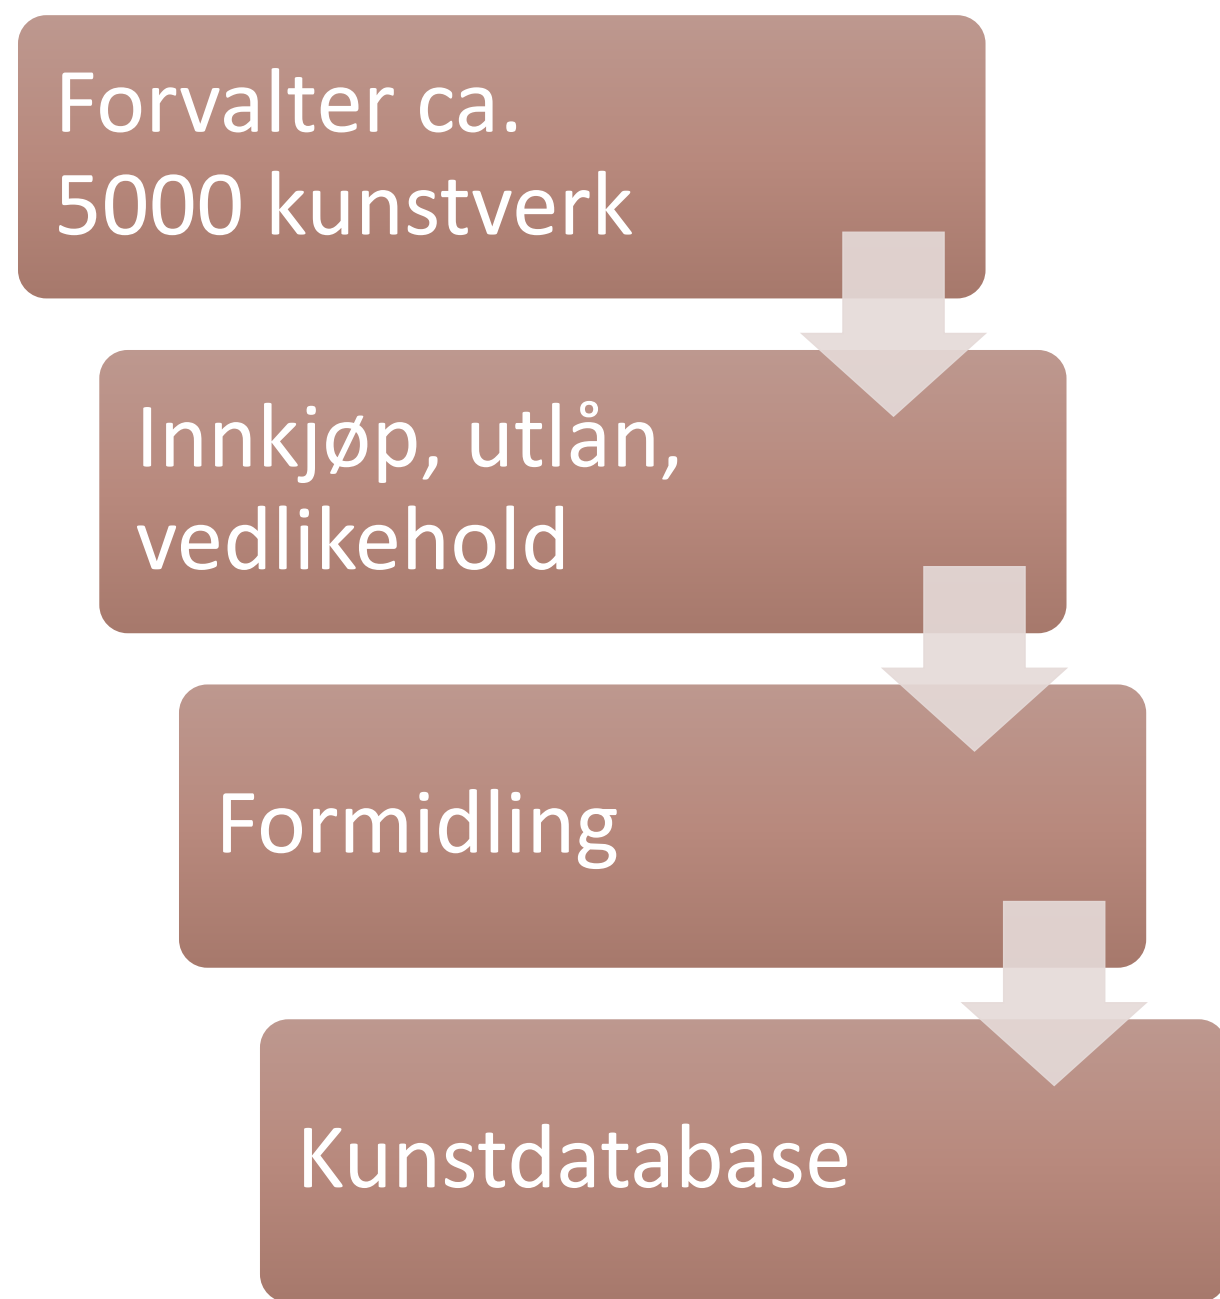 Forvalter ca.
5000 kunstverk
Innkjøp, utlån,
vedlikehold
Formidling
Kunstdatabase